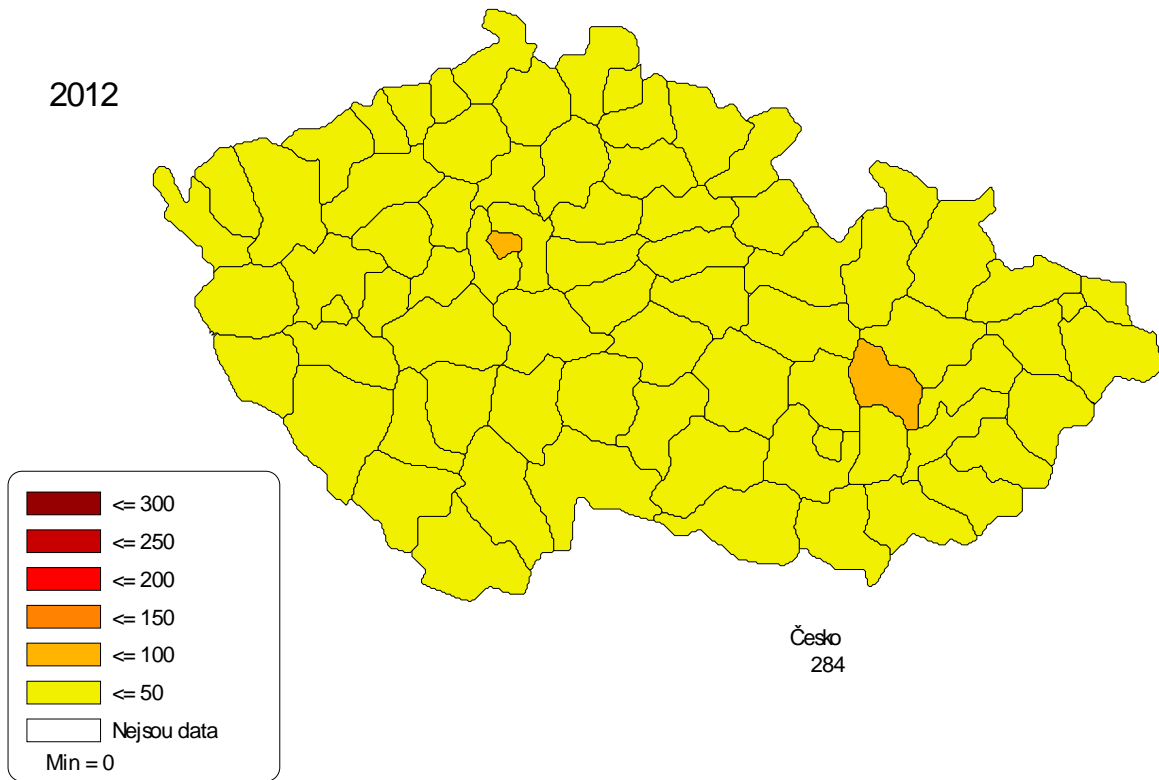 2012
<= 300
<= 250
<= 200
<= 150
<= 100
<= 50
Nejsou data
Min = 0
Česko
284